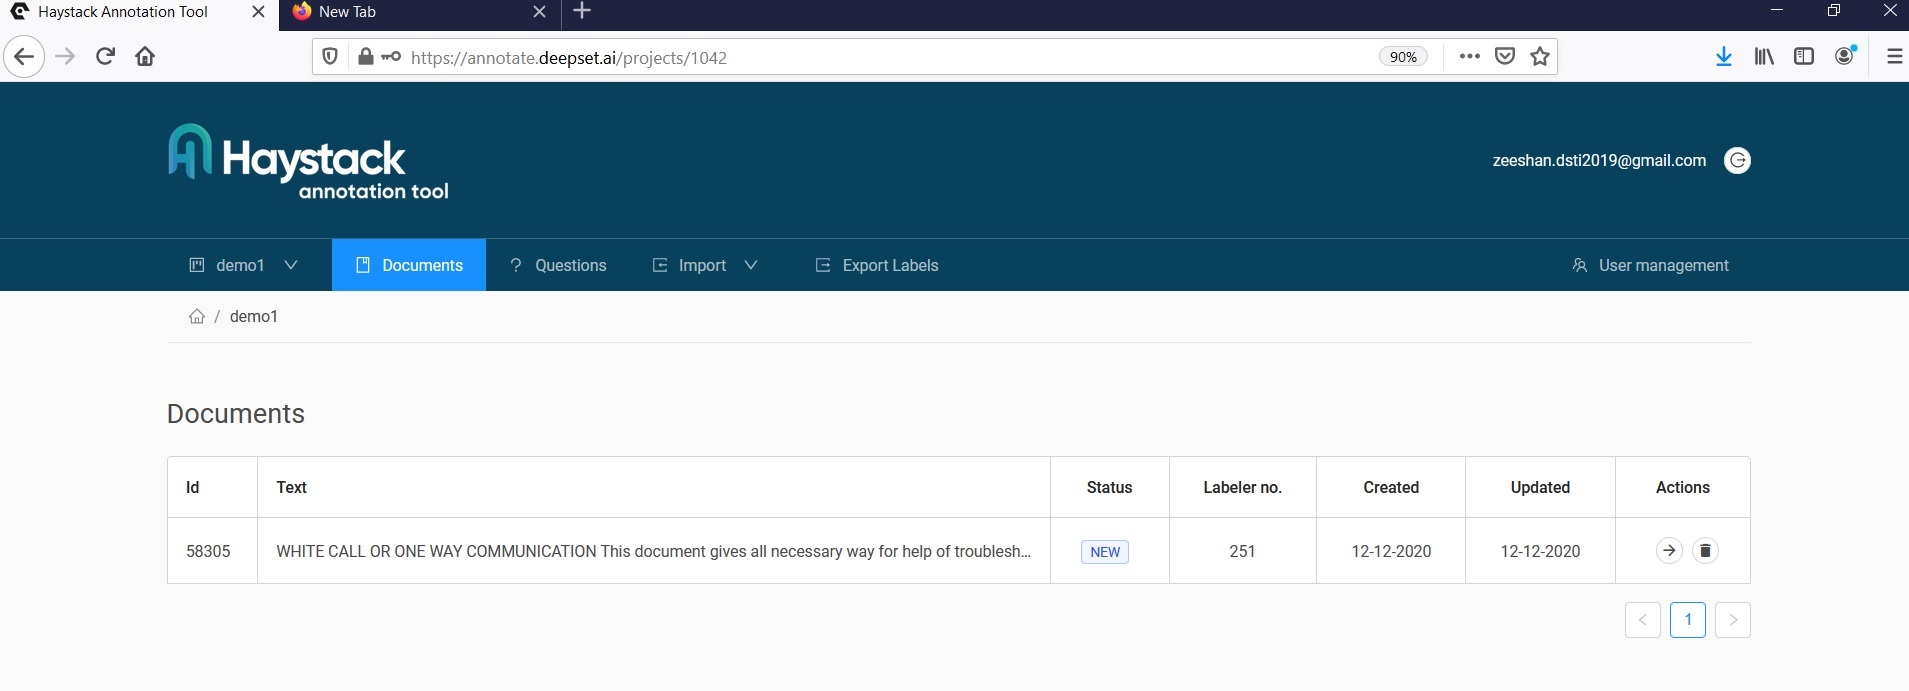 Haystack Annotation Tool
New Tab
https://annotate.deepset.ai/projects/1042
90%
Haystack
annotation tool
zeeshan.dsti2019@gmail.com
demo1
Documents
? Questions
Import
Export Labels
User management
/ demo1
Documents
Id Text Status Labeler no. Created Updated Actions
58305 WHITE CALL OR ONE WAY COMMUNICATION This document gives all necessary way for help of troublesh... NEW 251 12-12-2020 12-12-2020
< 1 >